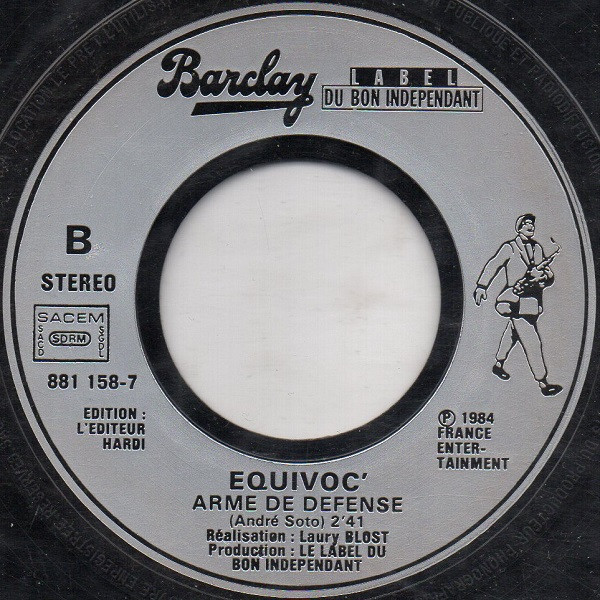 Barclay
LABEL
DU BON INDEPENDANT
B
STEREO
SACEM
SACD
SDRM
SGDL
881 158-7
EDITION :
L'EDITEUR
HARDI
℗ 1984
FRANCE
ENTER-
TAINMENT
EQUIVOC'
ARME DE DEFENSE
(André Soto) 2'41
Réalisation : Laury BLOST
Production : LE LABEL DU
BON INDEPENDANT